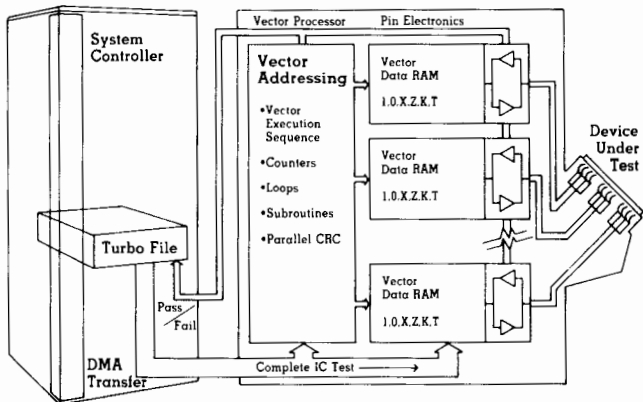 System
Controller
Turbo File
Pass/Fail
DMA
Transfer
Vector Processor
Pin Electronics
Vector
Addressing
•Vector
Execution
Sequence
•Counters
•Loops
•Subroutines
•Parallel CRC
Vector
Data RAM
1.0.X.Z.K.T
Vector
Data RAM
1.0.X.Z.K.T
Vector
Data RAM
1.0.X.Z.K.T
Device
Under
Test
Complete IC Test